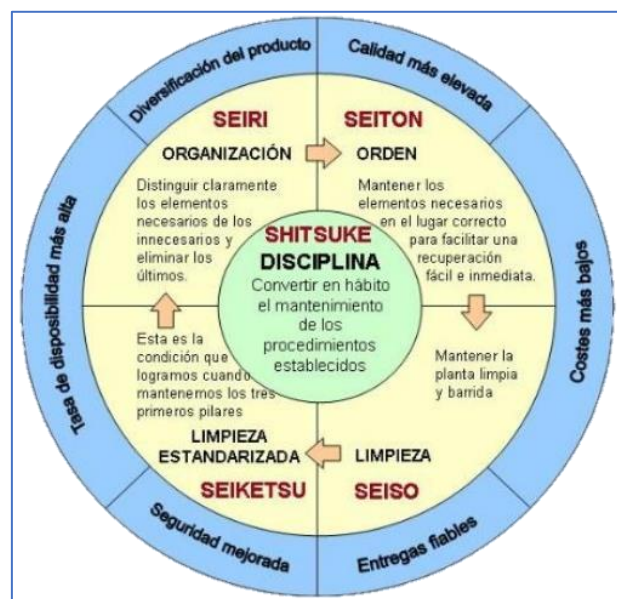 Diversificación del producto
Calidad más elevada
Costes más bajos
Entregas fiables
Seguridad mejorada
Tasa de disposibilidad más alta
SEIRI
ORGANIZACIÓN
Distinguir claramente
los elementos
necesarios de los
innecesarios y
eliminar los
últimos.
SEITON
ORDEN
Mantener los
elementos necesarios
en el lugar correcto
para facilitar una
recuperación
fácil e inmediata.
SHITSUKE
DISCIPLINA
Convertir en hábito
el mantenimiento
de los
procedimientos
establecidos
Mantener la
planta limpia
y barrida
LIMPIEZA
SEISO
Esta es la
condición que
logramos cuando
mantenemos los tres
primeros pilares
LIMPIEZA
ESTANDARIZADA
SEIKETSU